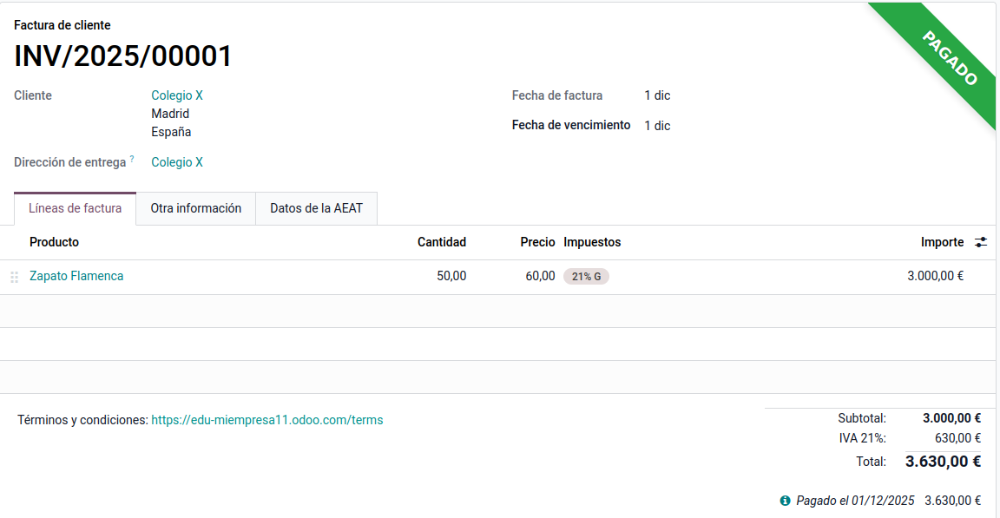 Factura de cliente
INV/2025/00001
PAGADO
Cliente Colegio X
Madrid
España
Fecha de factura 1 dic
Fecha de vencimiento 1 dic
Dirección de entrega ? Colegio X
Líneas de factura Otra información Datos de la AEAT
Producto Cantidad Precio Impuestos Importe
Zapato Flamenca 50,00 60,00 21% G 3.000,00 €
Términos y condiciones: https://edu-miempresa11.odoo.com/terms
Subtotal: 3.000,00 €
IVA 21%: 630,00 €
Total: 3.630,00 €
Pagado el 01/12/2025 3.630,00 €